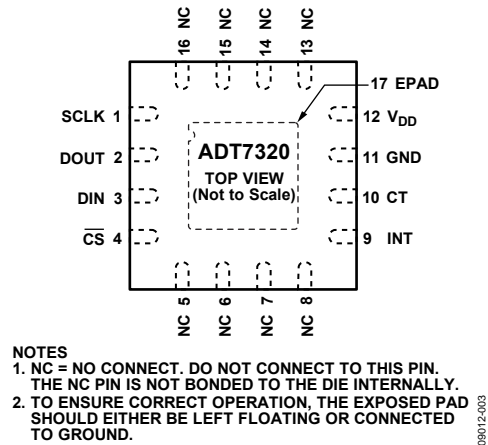 16 NC
15 NC
14 NC
13 NC
17 EPAD
SCLK 1
DOUT 2
DIN 3
CS 4
12 VDD
11 GND
10 CT
9 INT
ADT7320
TOP VIEW
(Not to Scale)
NC 5
NC 6
NC 7
NC 8
NOTES
1. NC = NO CONNECT. DO NOT CONNECT TO THIS PIN.
THE NC PIN IS NOT BONDED TO THE DIE INTERNALLY.
2. TO ENSURE CORRECT OPERATION, THE EXPOSED PAD
SHOULD EITHER BE LEFT FLOATING OR CONNECTED
TO GROUND.
09012-003